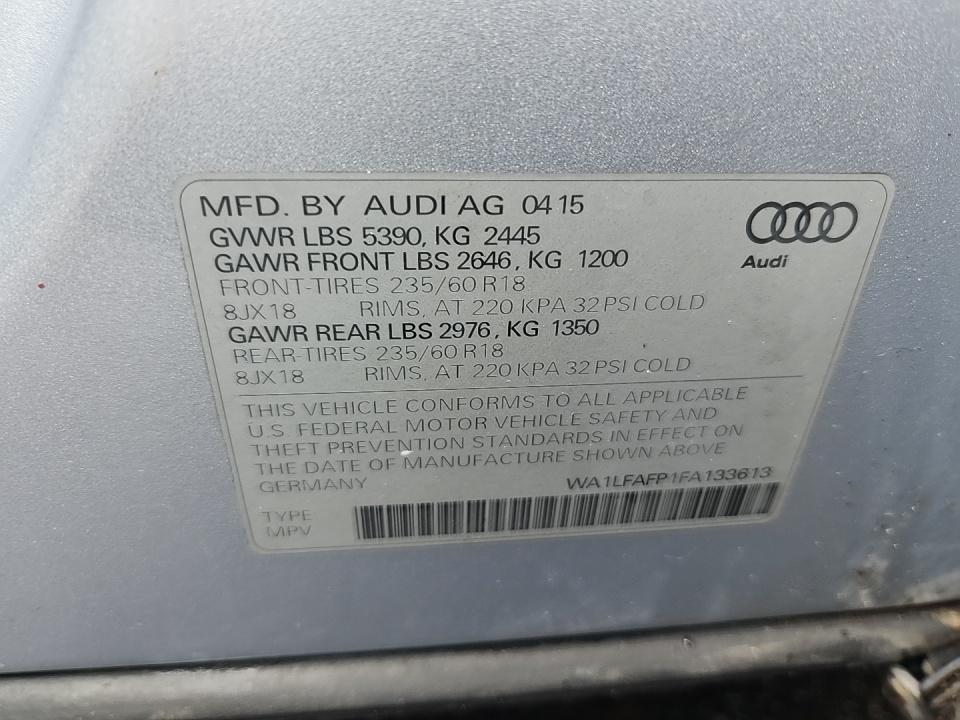 MFD. BY AUDI AG 04 15
GVWR LBS 5390, KG 2445
GAWR FRONT LBS 2646, KG 1200
FRONT-TIRES 235/60 R18
8JX18 RIMS, AT 220 KPA 32 PSI COLD
GAWR REAR LBS 2976, KG 1350
REAR-TIRES 235/60 R18
8JX18 RIMS, AT 220 KPA 32 PSI COLD
Audi
THIS VEHICLE CONFORMS TO ALL APPLICABLE
U.S. FEDERAL MOTOR VEHICLE SAFETY AND
THEFT PREVENTION STANDARDS IN EFFECT ON
THE DATE OF MANUFACTURE SHOWN ABOVE
GERMANY WA1LFAFP1FA133613
TYPE
MPV